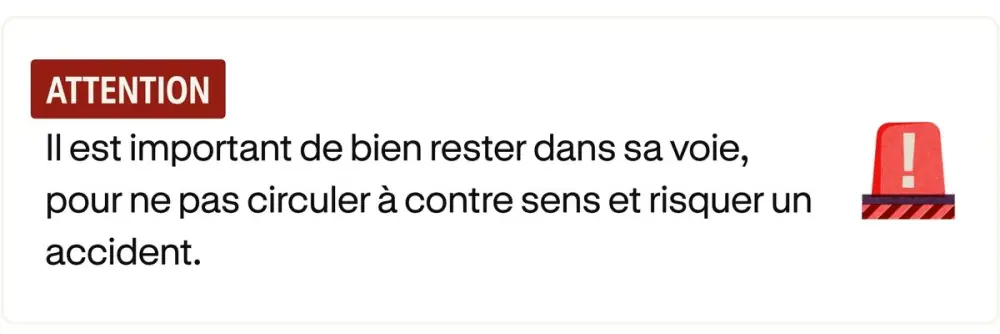 ATTENTION
Il est important de bien rester dans sa voie,
pour ne pas circuler à contre sens et risquer un
accident.
!